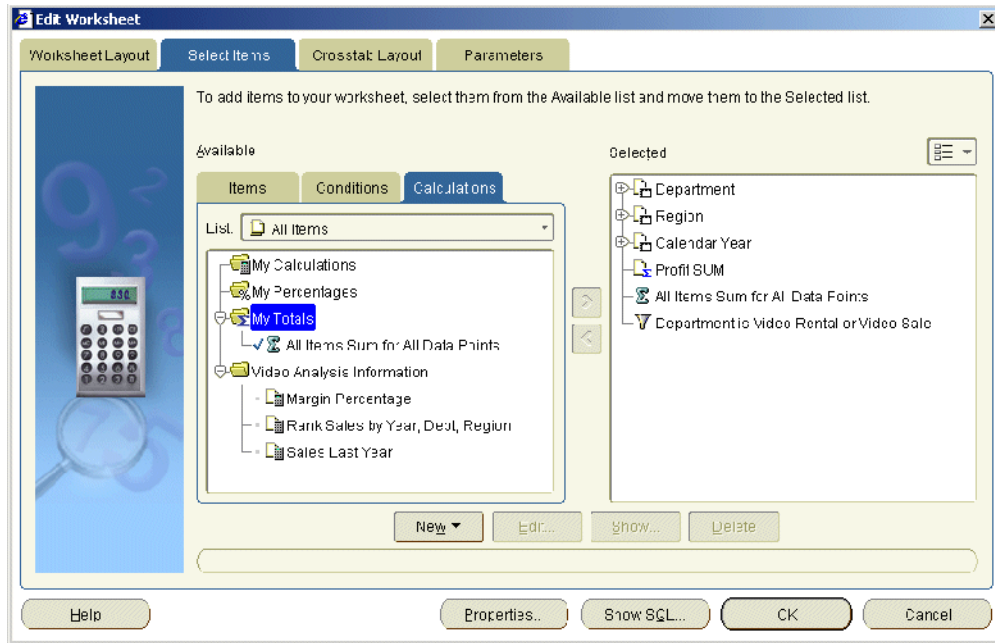 Edit Worksheet
Worksheet Layout Select Items Crosstab Layout Parameters
To add items to your worksheet, select them from the Available list and move them to the Selected list.
Available Selected
Items Conditions Calculations
List: All Items
My Calculations
My Percentages
My Totals
All Items Sum for All Data Points
Video Analysis Information
Margin Percentage
Rank Sales by Year, Dept, Region
Sales Last Year
Department
Region
Calendar Year
Profit SUM
All Items Sum for All Data Points
Department is Video Rental or Video Sale
830.
New Edit... Show... Delete
Help Properties... Show SQL... OK Cancel